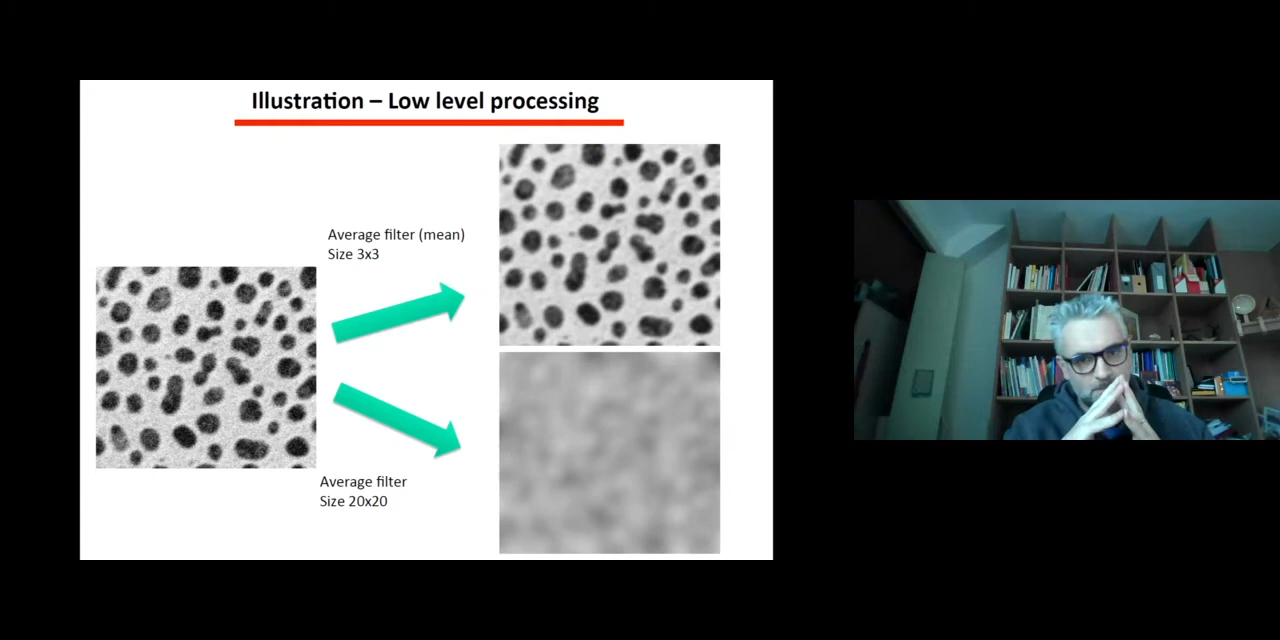 Illustration – Low level processing
Average filter (mean)
Size 3x3
Average filter
Size 20x20